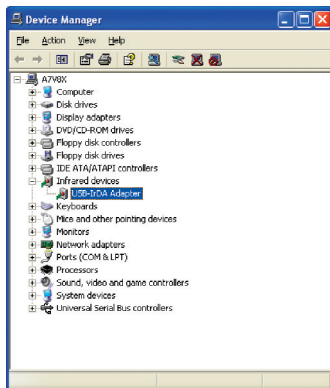 Device Manager
File Action View Help
A7V8X
Computer
Disk drives
Display adapters
DVD/CD-ROM drives
Floppy disk controllers
Floppy disk drives
IDE ATA/ATAPI controllers
Infrared devices
USB-IrDA Adapter
Keyboards
Mice and other pointing devices
Monitors
Network adapters
Ports (COM & LPT)
Processors
Sound, video and game controllers
System devices
Universal Serial Bus controllers